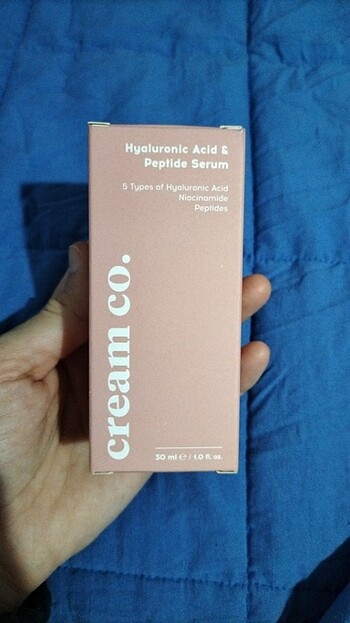 Hyaluronic Acid &
Peptide Serum
5 Types of Hyaluronic Acid
Niacinamide
Peptides
cream co.
30 ml ℮ / 1.0 fl. oz.